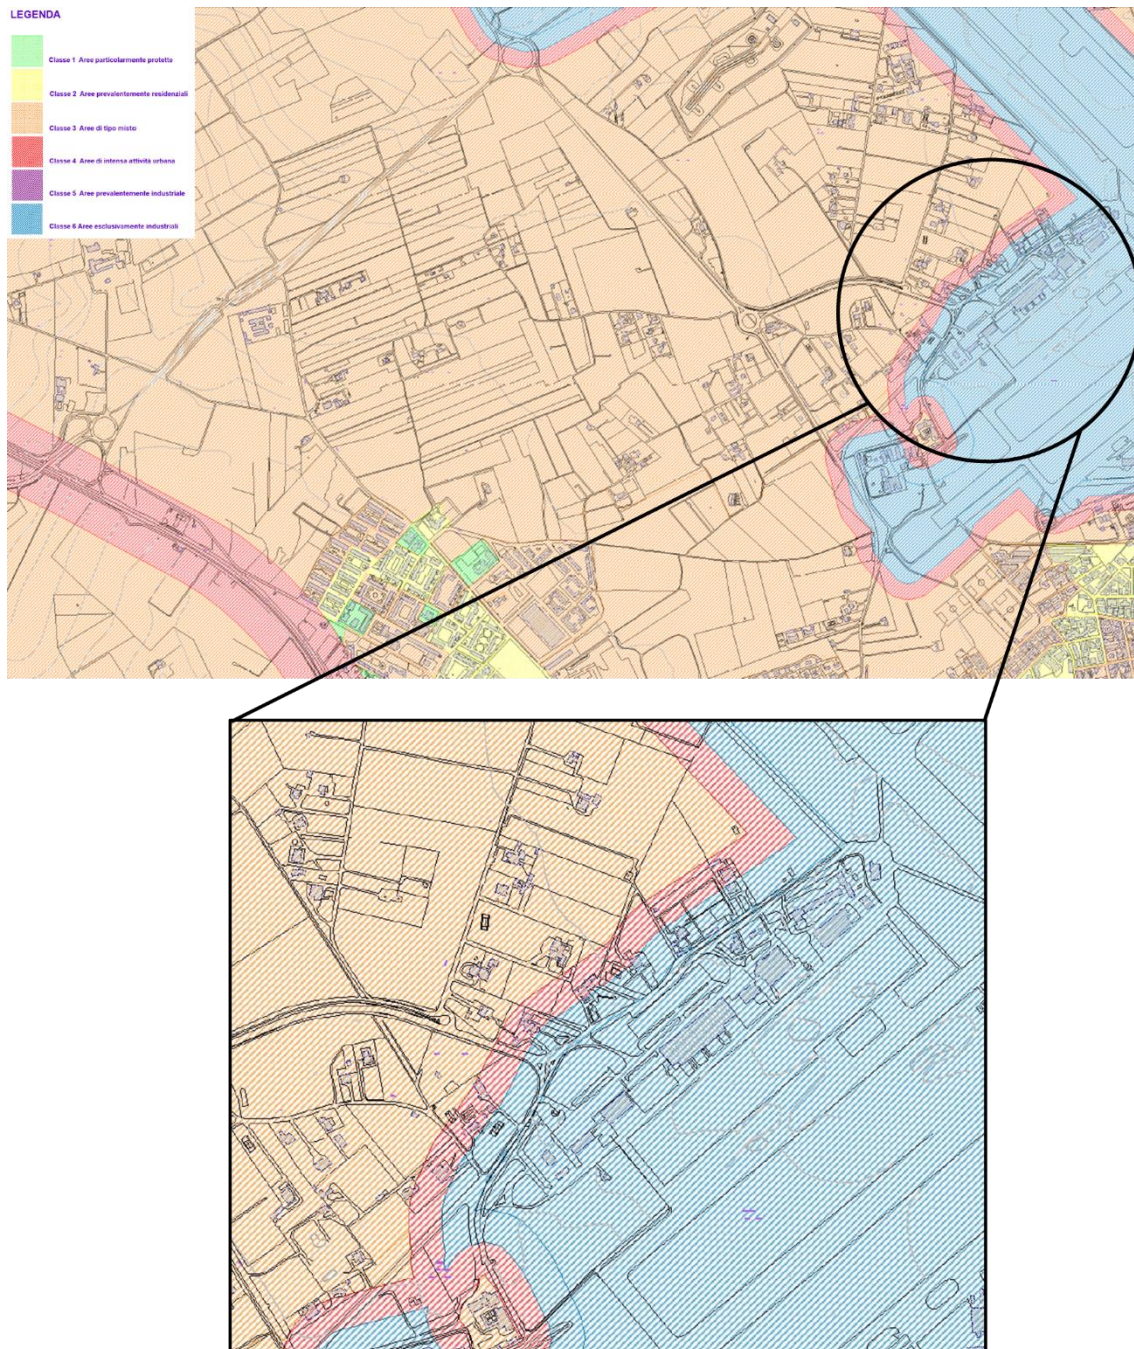 LEGENDA
Classe 1 Aree particolarmente protette
Classe 2 Aree prevalentemente residenziali
Classe 3 Aree di tipo misto
Classe 4 Aree di intensa attività urbana
Classe 5 Aree prevalentemente industriale
Classe 6 Aree esclusivamente industriali